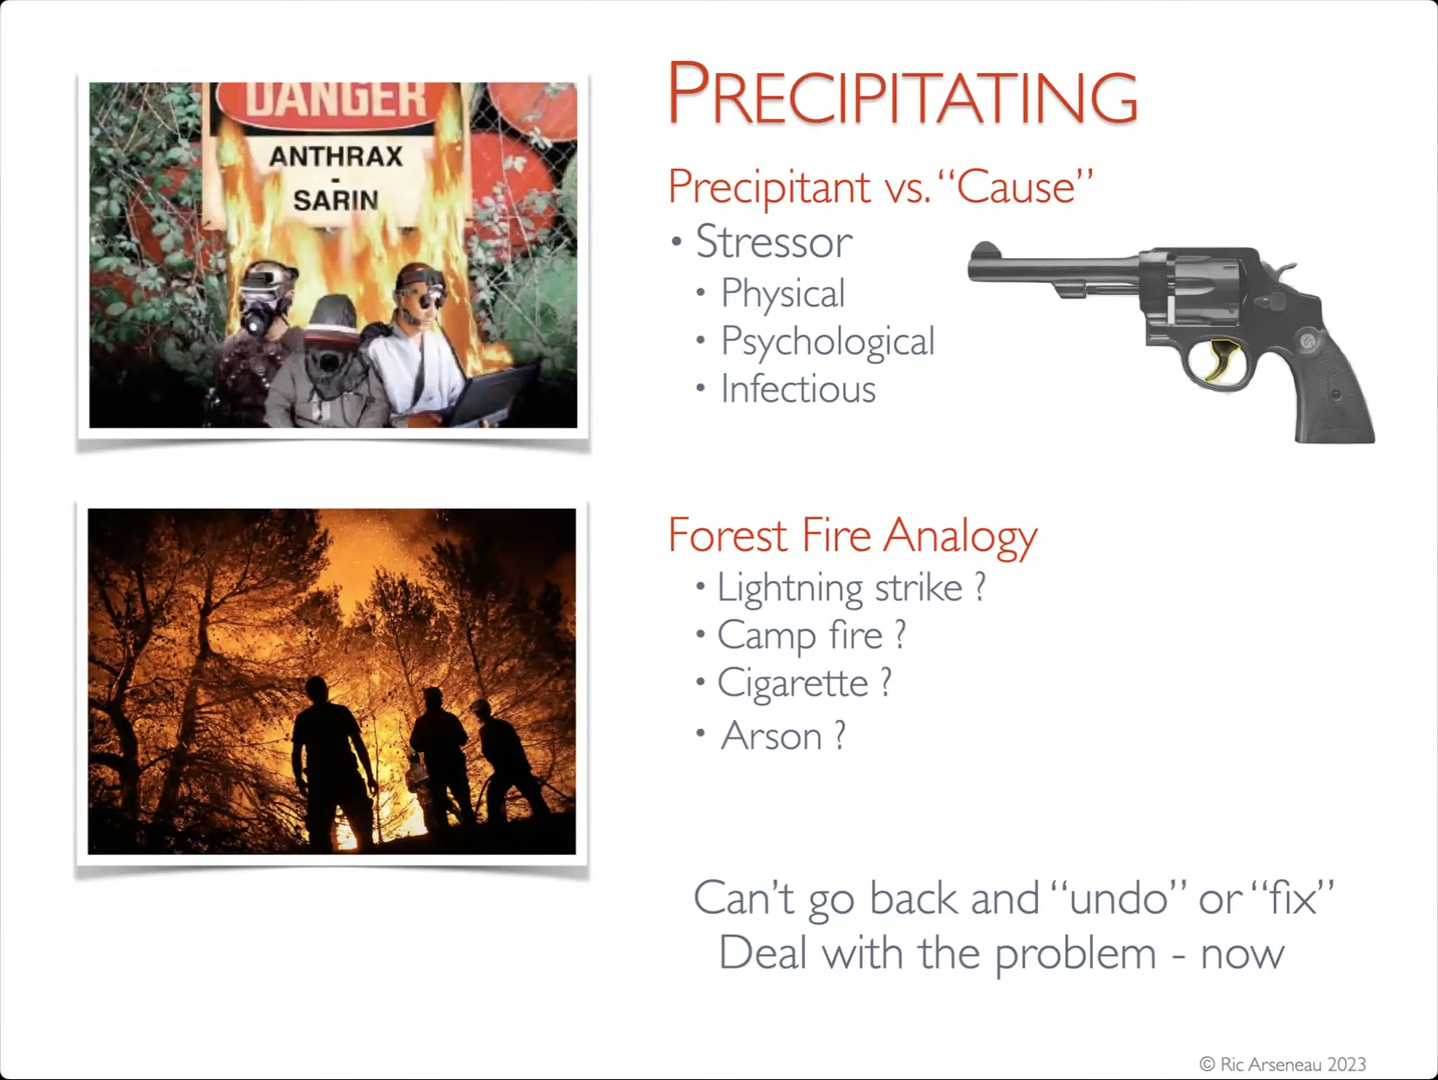 DANGER
ANTHRAX
-
SARIN
PRECIPITATING
Precipitant vs. “Cause”
• Stressor
• Physical
• Psychological
• Infectious
Forest Fire Analogy
• Lightning strike ?
• Camp fire ?
• Cigarette ?
• Arson ?
Can’t go back and “undo” or “fix”
Deal with the problem - now
© Ric Arseneau 2023